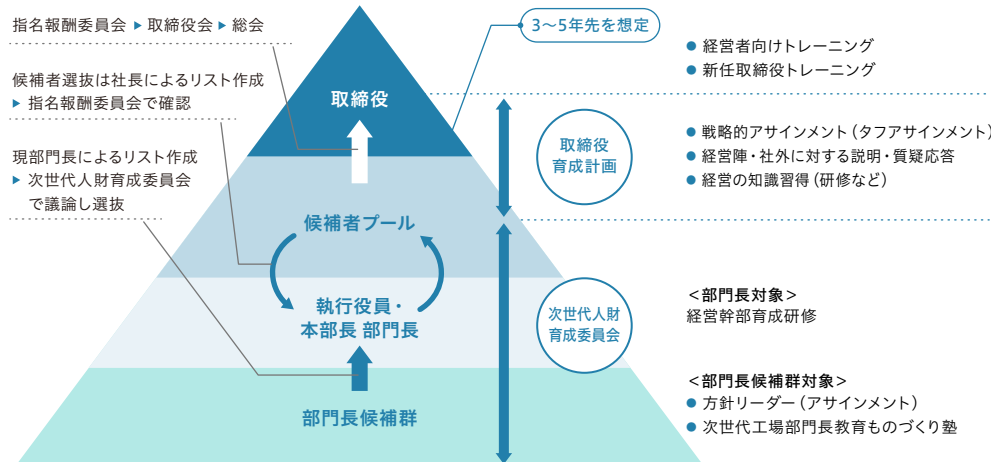 指名報酬委員会 ▶ 取締役会 ▶ 総会
候補者選抜は社長によるリスト作成
▶ 指名報酬委員会で確認
現部門長によるリスト作成
▶ 次世代人財育成委員会
で議論し選抜
3〜5年先を想定
取締役
候補者プール
執行役員・
本部長 部門長
部門長候補群
取締役
育成計画
次世代人財
育成委員会
● 経営者向けトレーニング
● 新任取締役トレーニング
● 戦略的アサインメント（タフアサインメント）
● 経営陣・社外に対する説明・質疑応答
● 経営の知識習得（研修など）
＜部門長対象＞
経営幹部育成研修
＜部門長候補群対象＞
● 方針リーダー（アサインメント）
● 次世代工場部門長教育ものづくり塾